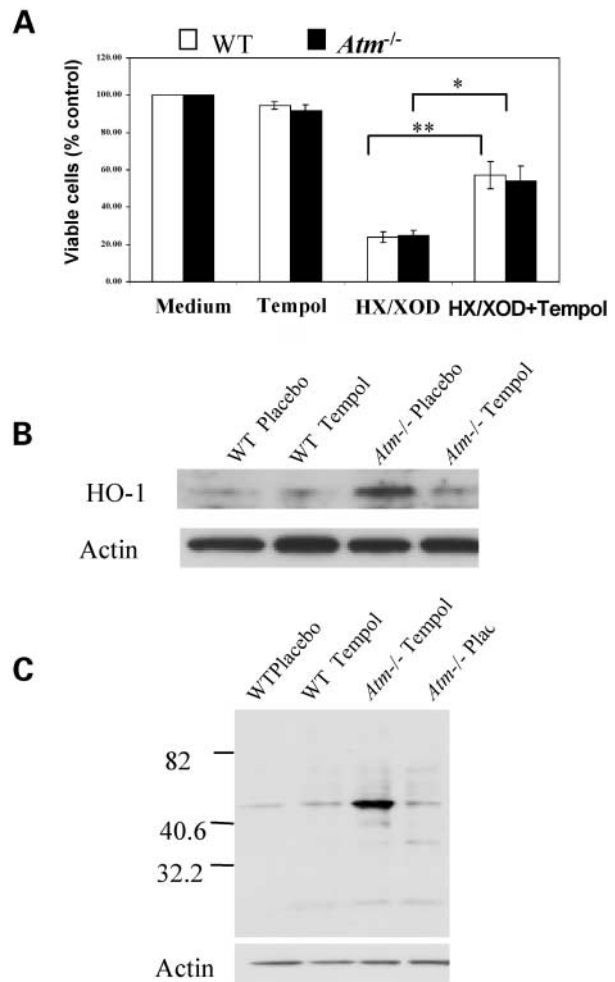 A
WT Atm-/-
Viable cells (% control)
120.00
100.00
80.00
60.00
40.00
20.00
0.00
*
**
Medium Tempol HX/XOD HX/XOD+Tempol
B
WT Placebo
WT Tempol
Atm-/- Placebo
Atm-/- Tempol
HO-1
Actin
C
WTPlacebo
WT Tempol
Atm-/- Tempol
Atm-/- Plac
82
40.6
32.2
Actin